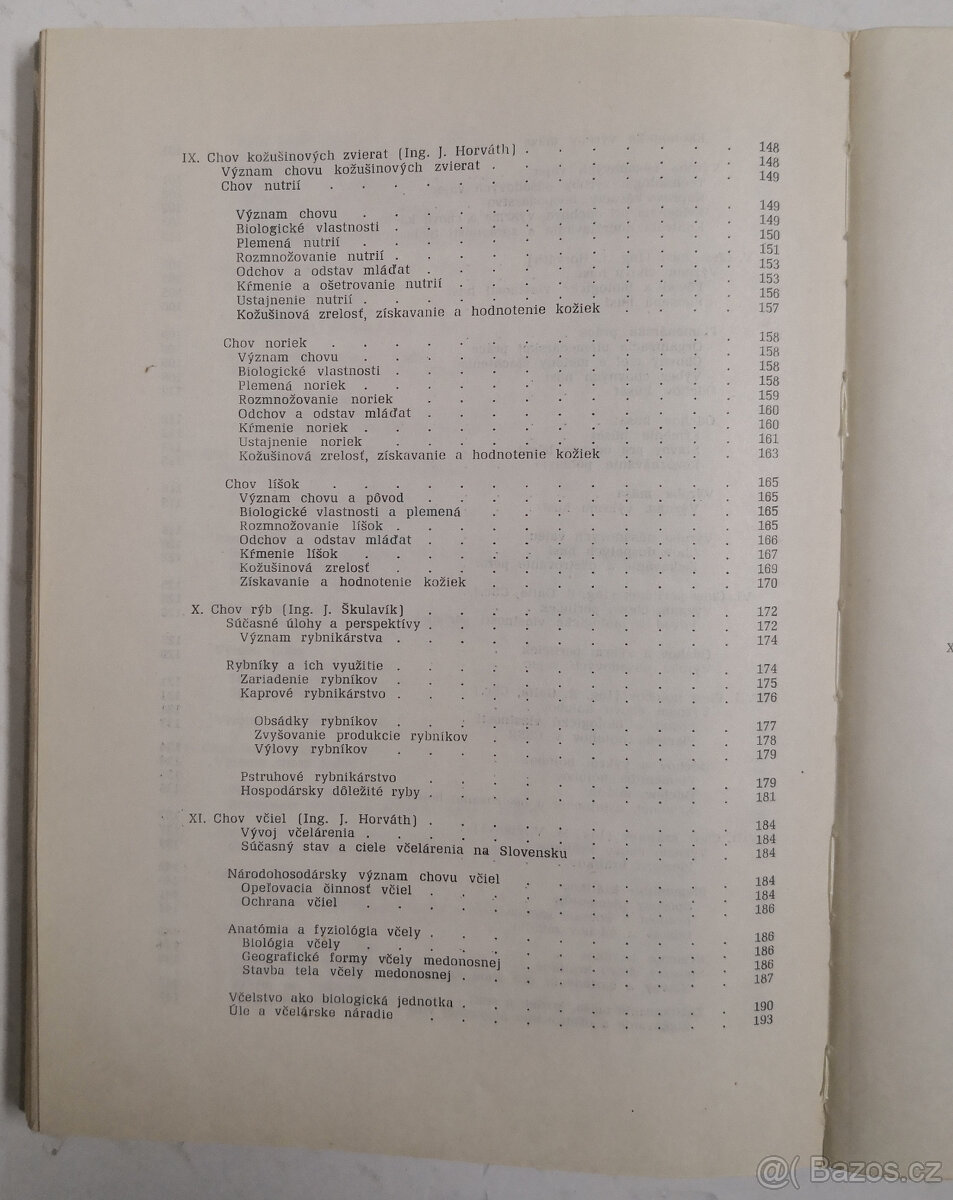 IX. Chov kožušinových zvierat (Ing. J. Horváth) . . . . . . . 148
Význam chovu kožušinových zvierat . . . . . . . . 148
Chov nutrií . . . . . . . . . . . . . 149
Význam chovu . . . . . . . . . . . . 149
Biologické vlastnosti . . . . . . . . . . . 149
Plemená nutrií . . . . . . . . . . . . 150
Rozmnožovanie nutrií . . . . . . . . . . . 151
Odchov a odstav mláďat . . . . . . . . . . 153
Kŕmenie a ošetrovanie nutrií . . . . . . . . . 153
Ustajnenie nutrií . . . . . . . . . . . . 156
Kožušinová zrelosť, získavanie a hodnotenie kožiek . . . . 157
Chov noriek . . . . . . . . . . . . . 158
Význam chovu . . . . . . . . . . . . 158
Biologické vlastnosti . . . . . . . . . . . 158
Plemená noriek . . . . . . . . . . . . 158
Rozmnožovanie noriek . . . . . . . . . . . 159
Odchov a odstav mláďat . . . . . . . . . . 160
Kŕmenie noriek . . . . . . . . . . . . 160
Ustajnenie noriek . . . . . . . . . . . 161
Kožušinová zrelosť, získavanie a hodnotenie kožiek . . . . 163
Chov líšok . . . . . . . . . . . . . 165
Význam chovu a pôvod . . . . . . . . . . 165
Biologické vlastnosti a plemená . . . . . . . . 165
Rozmnožovanie líšok . . . . . . . . . . . 165
Odchov a odstav mláďat . . . . . . . . . . 166
Kŕmenie líšok . . . . . . . . . . . . 167
Kožušinová zrelosť . . . . . . . . . . . 169
Získavanie a hodnotenie kožiek . . . . . . . . 170
X. Chov rýb (Ing. J. Škulavík) . . . . . . . . . . 172
Súčasné úlohy a perspektívy . . . . . . . . . . 172
Význam rybnikárstva . . . . . . . . . . . 174
Rybníky a ich využitie . . . . . . . . . . . 174
Zariadenie rybníkov . . . . . . . . . . . 175
Kaprové rybnikárstvo . . . . . . . . . . . 176
Obsádky rybníkov . . . . . . . . . . . 177
Zvyšovanie produkcie rybníkov . . . . . . . . 178
Výlovy rybníkov . . . . . . . . . . . 179
Pstruhové rybnikárstvo . . . . . . . . . . 179
Hospodársky dôležité ryby . . . . . . . . . . 181
XI. Chov včiel (Ing. J. Horváth) . . . . . . . . . . 184
Vývoj včelárenia . . . . . . . . . . . . 184
Súčasný stav a ciele včelárenia na Slovensku . . . . . 184
Národohosodársky význam chovu včiel . . . . . . . 184
Opeľovacia činnosť včiel . . . . . . . . . . 184
Ochrana včiel . . . . . . . . . . . . 186
Anatómia a fyziológia včely . . . . . . . . . . 186
Biológia včely . . . . . . . . . . . . 186
Geografické formy včely medonosnej . . . . . . . 186
Stavba tela včely medonosnej . . . . . . . . . 187
Včelstvo ako biologická jednotka . . . . . . . . . 190
Úle a včelárske náradie . . . . . . . . . . 193
@( Bazos.cz